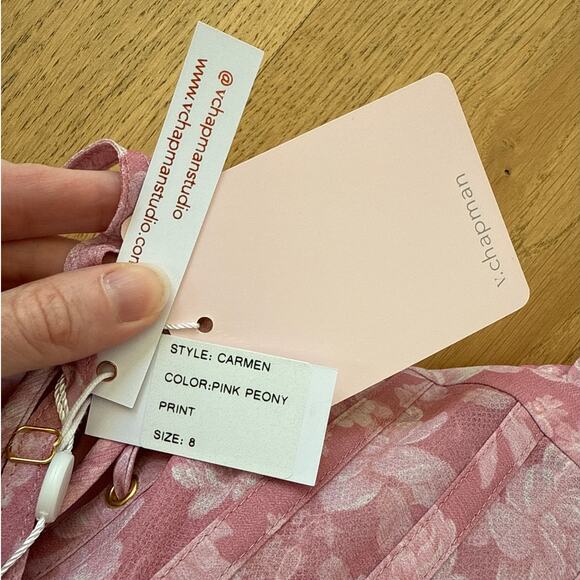 @vchapmanstudio
www.vchapmanstudio.com
v.chapman
STYLE: CARMEN
COLOR:PINK PEONY
PRINT
SIZE: 8